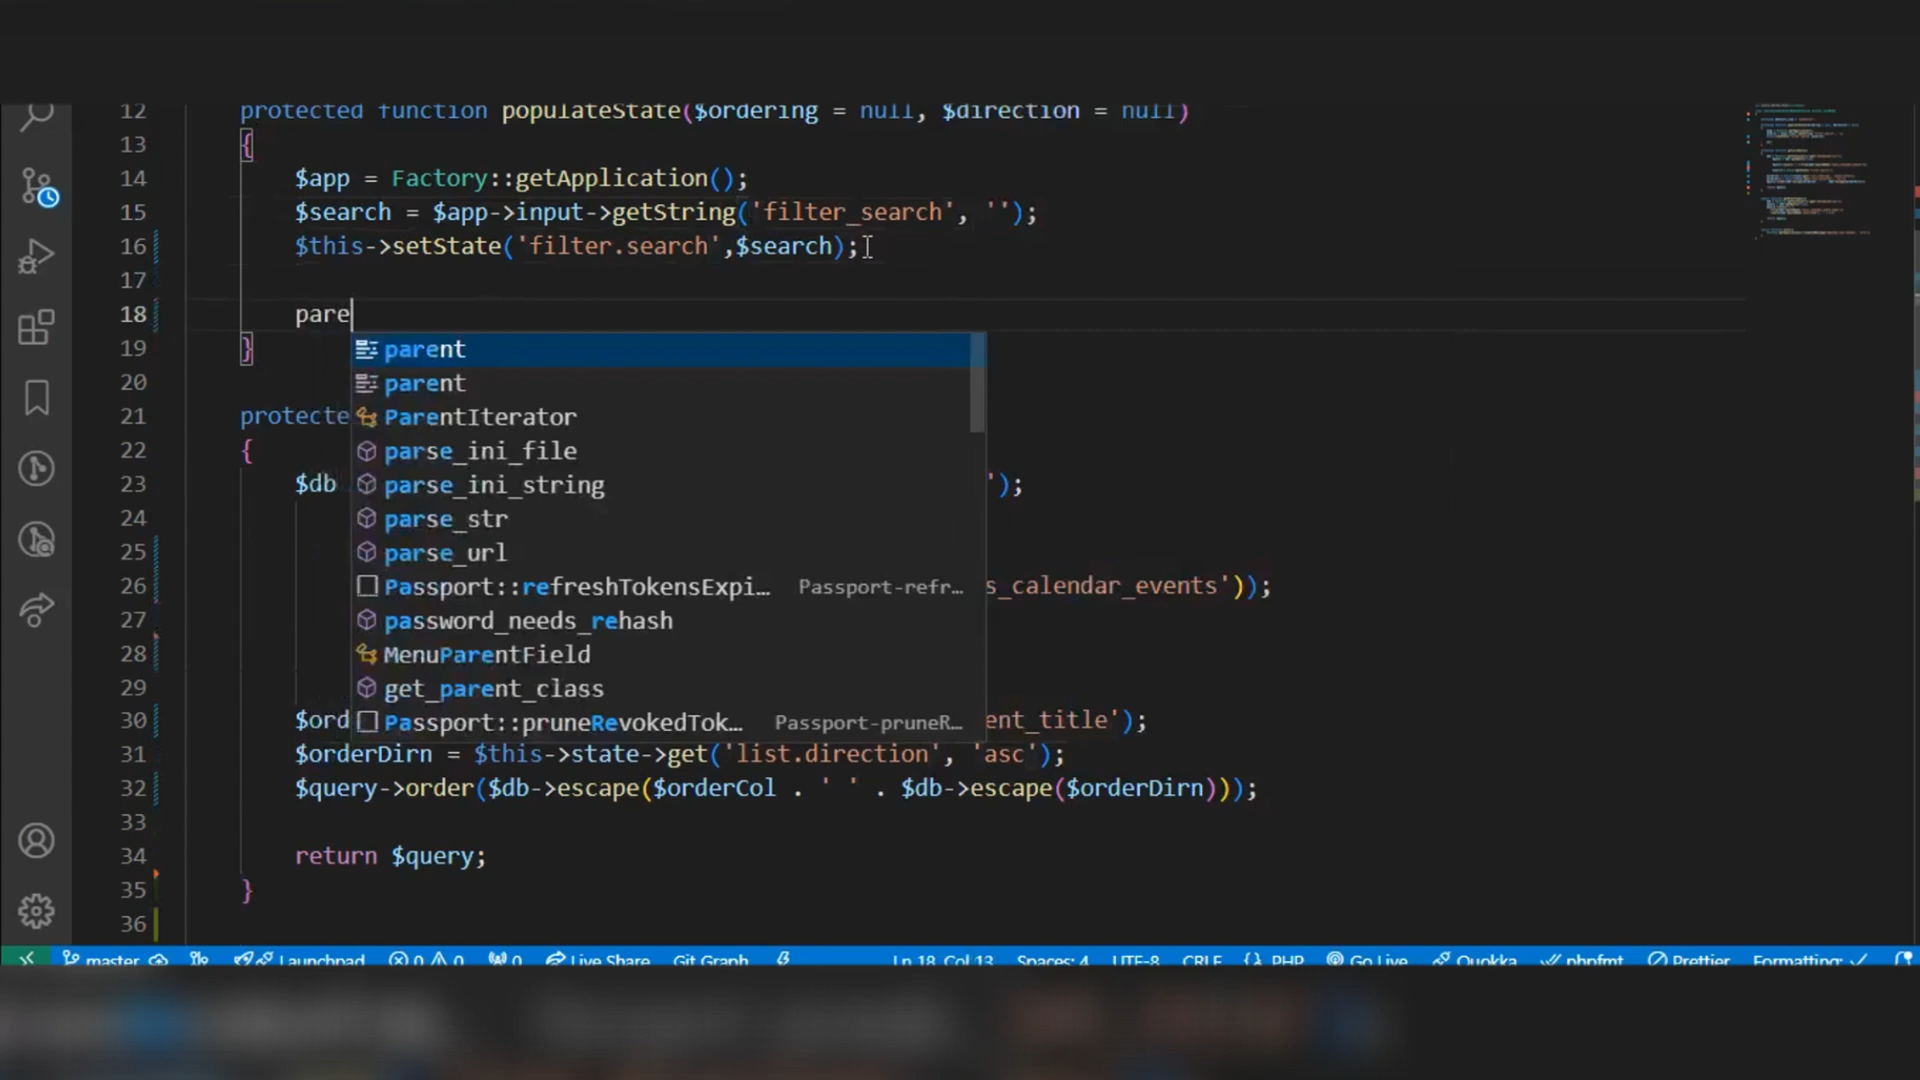 12 protected function populateState($ordering = null, $direction = null)
13 {
14 $app = Factory::getApplication();
15 $search = $app->input->getString('filter_search', '');
16 $this->setState('filter.search',$search);
17
18 pare
19 }
parent
20
parent
21 protecte
ParentIterator
22 {
parse_ini_file
23 $db ');
parse_ini_string
24
parse_str
25
parse_url
26 s_calendar_events'));
Passport::refreshTokensExpi… Passport-refr…
27
password_needs_rehash
28
MenuParentField
29
get_parent_class
30 $ord ent_title');
Passport::pruneRevokedTok… Passport-pruneR…
31 $orderDirn = $this->state->get('list.direction', 'asc');
32 $query->order($db->escape($orderCol . ' ' . $db->escape($orderDirn)));
33
34 return $query;
35 }
36
master Launchpad 0 0 0 Live Share Git Graph Ln 18, Col 13 Spaces: 4 UTF-8 CRLF {} PHP Go Live Quokka phpfmt Prettier Formatting: ✓